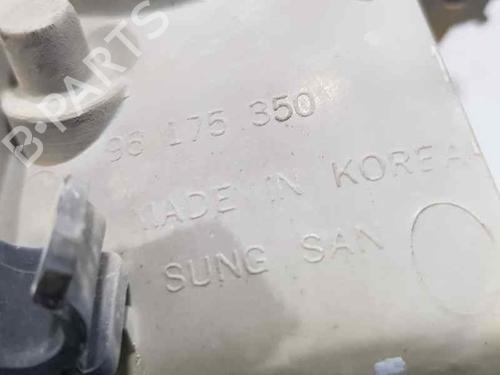 B-PARTS
96 175 350
MADE IN KOREA
SUNG SAN